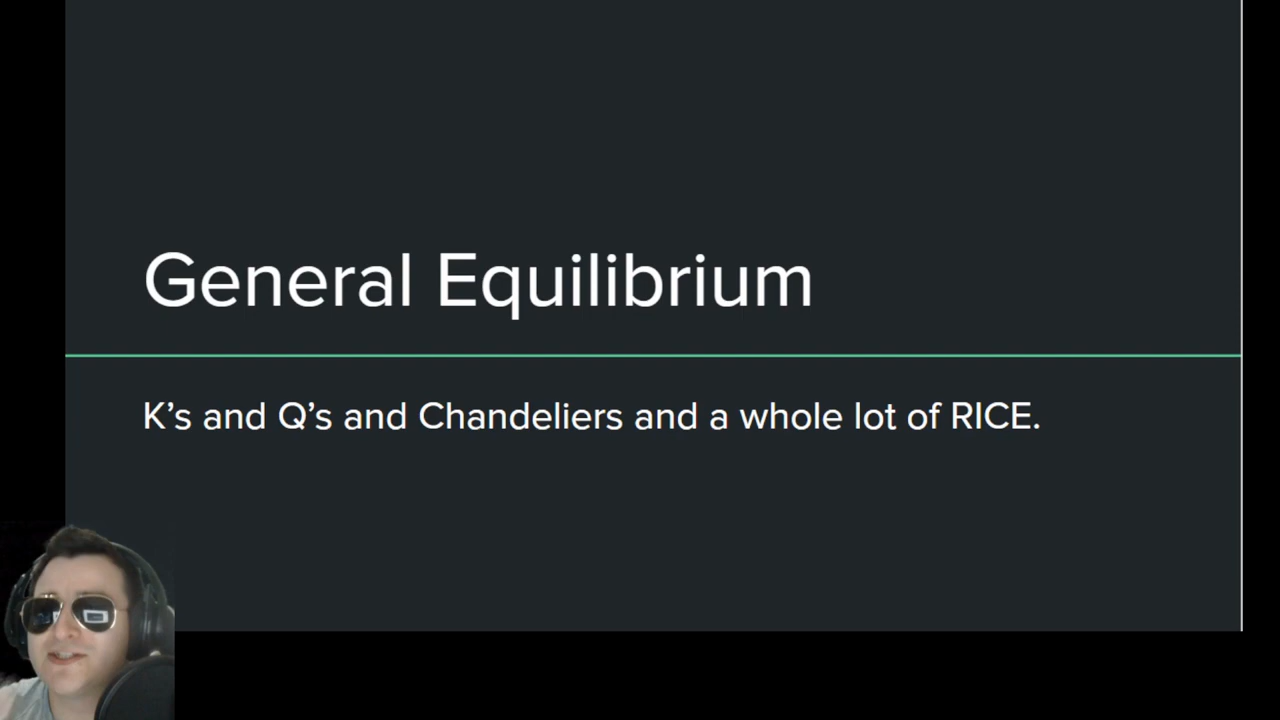 General Equilibrium
K’s and Q’s and Chandeliers and a whole lot of RICE.